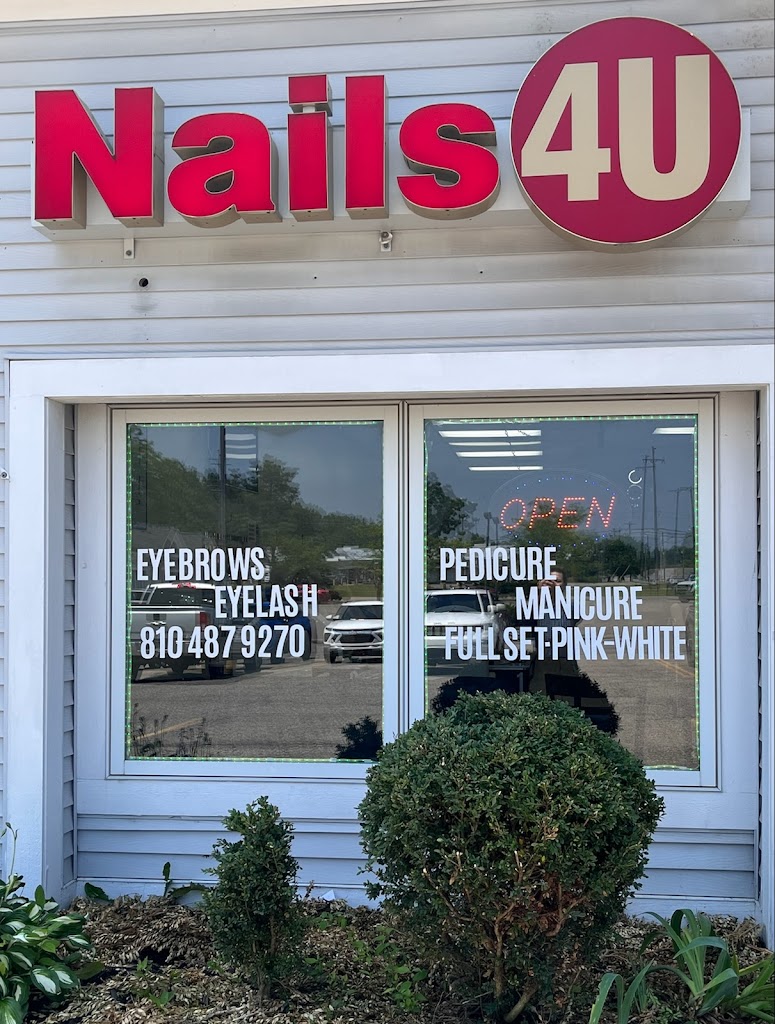 Nails 4U
OPEN
EYEBROWS
EYELASH
810 487 9270
PEDICURE
MANICURE
FULL SET-PINK-WHITE